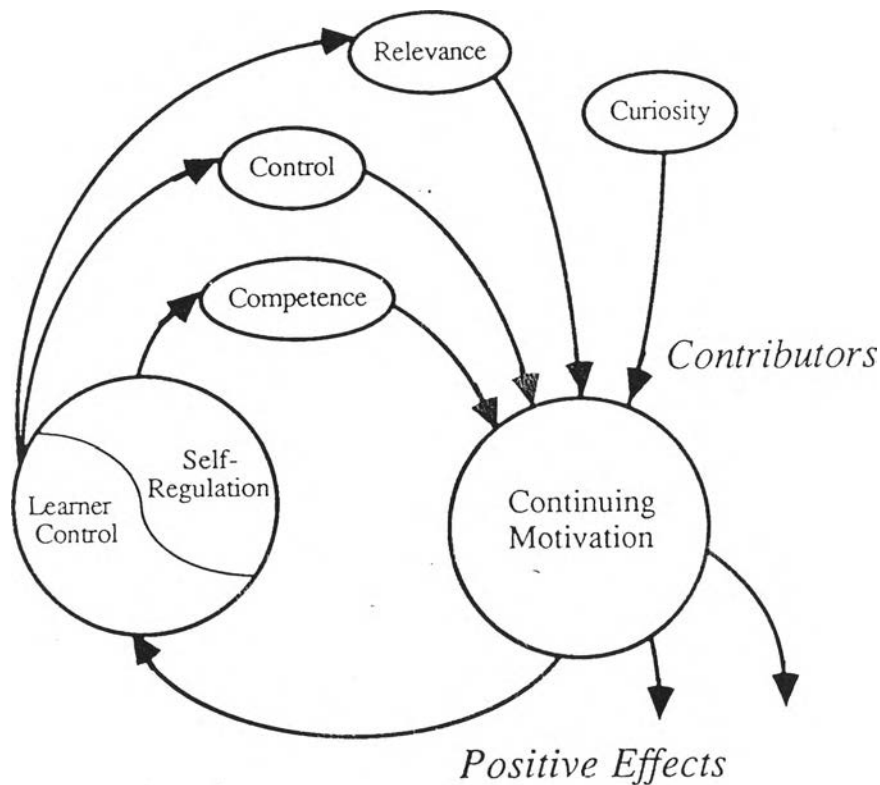 Relevance
Curiosity
Control
Competence
Contributors
Self-
Regulation
Learner
Control
Continuing
Motivation
Positive Effects